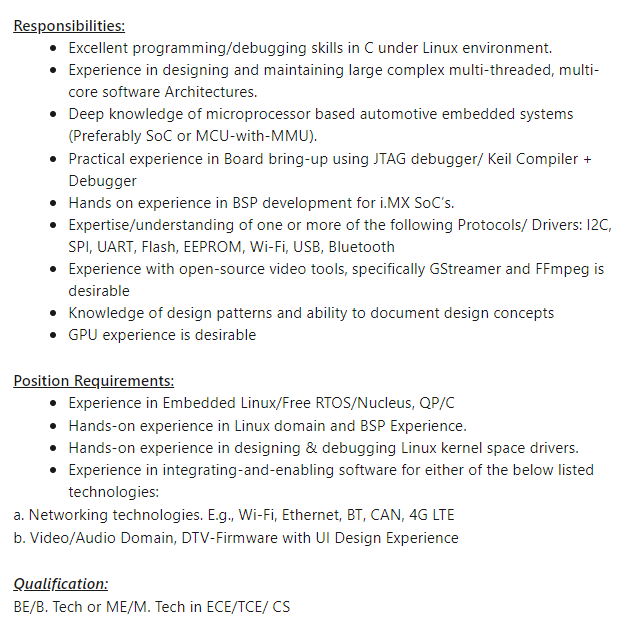 Responsibilities:
• Excellent programming/debugging skills in C under Linux environment.
• Experience in designing and maintaining large complex multi-threaded, multi-
core software Architectures.
• Deep knowledge of microprocessor based automotive embedded systems
(Preferably SoC or MCU-with-MMU).
• Practical experience in Board bring-up using JTAG debugger/ Keil Compiler +
Debugger
• Hands on experience in BSP development for i.MX SoC's.
• Expertise/understanding of one or more of the following Protocols/ Drivers: I2C,
SPI, UART, Flash, EEPROM, Wi-Fi, USB, Bluetooth
• Experience with open-source video tools, specifically GStreamer and FFmpeg is
desirable
• Knowledge of design patterns and ability to document design concepts
• GPU experience is desirable
Position Requirements:
• Experience in Embedded Linux/Free RTOS/Nucleus, QP/C
• Hands-on experience in Linux domain and BSP Experience.
• Hands-on experience in designing & debugging Linux kernel space drivers.
• Experience in integrating-and-enabling software for either of the below listed
technologies:
a. Networking technologies. E.g., Wi-Fi, Ethernet, BT, CAN, 4G LTE
b. Video/Audio Domain, DTV-Firmware with UI Design Experience
Qualification:
BE/B. Tech or ME/M. Tech in ECE/TCE/ CS